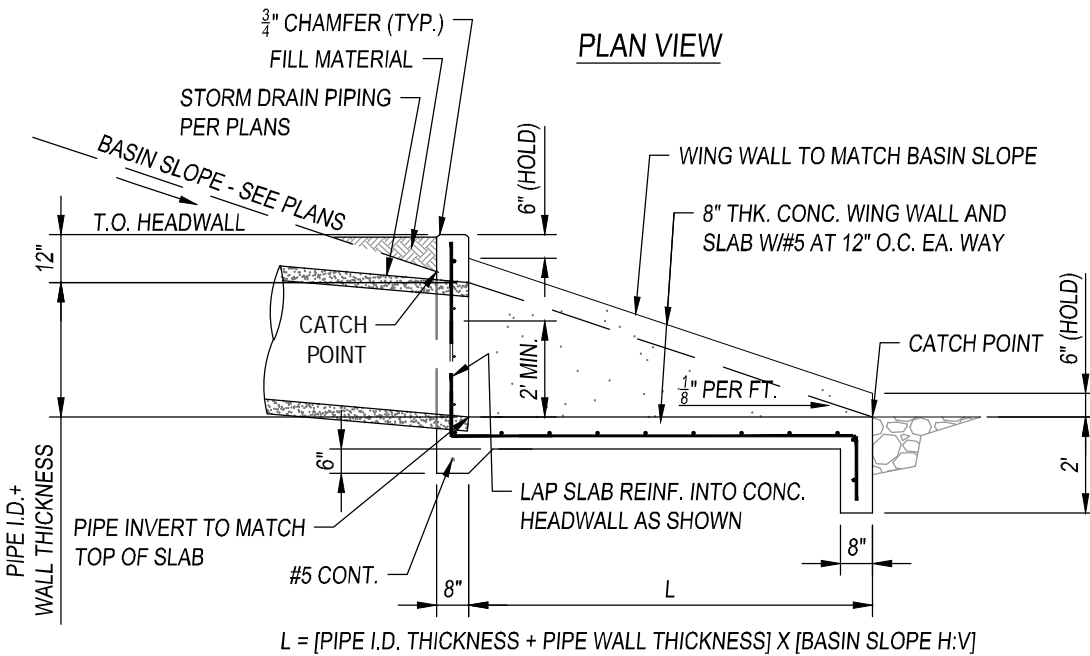 PLAN VIEW
3/4" CHAMFER (TYP.)
FILL MATERIAL
STORM DRAIN PIPING
PER PLANS
BASIN SLOPE - SEE PLANS
T.O. HEADWALL
12"
6" (HOLD)
WING WALL TO MATCH BASIN SLOPE
8" THK. CONC. WING WALL AND
SLAB W/#5 AT 12" O.C. EA. WAY
6" (HOLD)
CATCH
POINT
CATCH POINT
2' MIN.
1/8" PER FT.
PIPE I.D.+
WALL THICKNESS
6"
2'
PIPE INVERT TO MATCH
TOP OF SLAB
LAP SLAB REINF. INTO CONC.
HEADWALL AS SHOWN
#5 CONT.
8"
L
8"
L = [PIPE I.D. THICKNESS + PIPE WALL THICKNESS] X [BASIN SLOPE H:V]